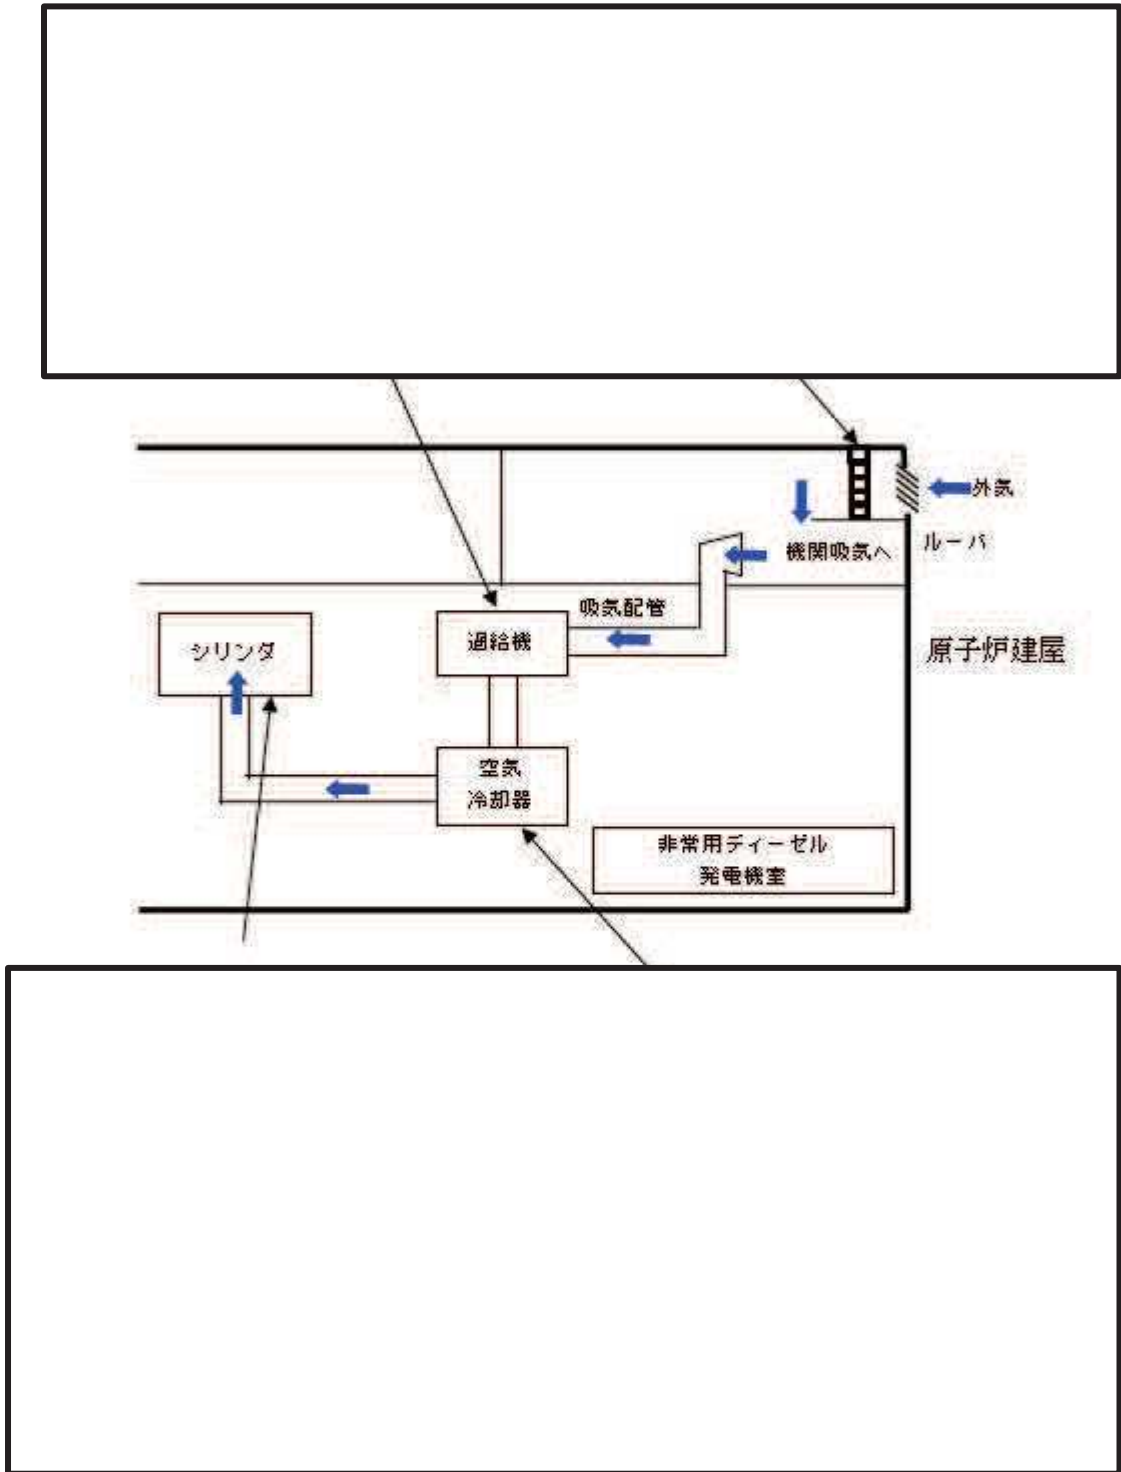 外気
ルーバ
機関吸気へ
吸気配管
過給機
シリンダ
原子炉建屋
空気
冷却器
非常用ディーゼル
発電機室